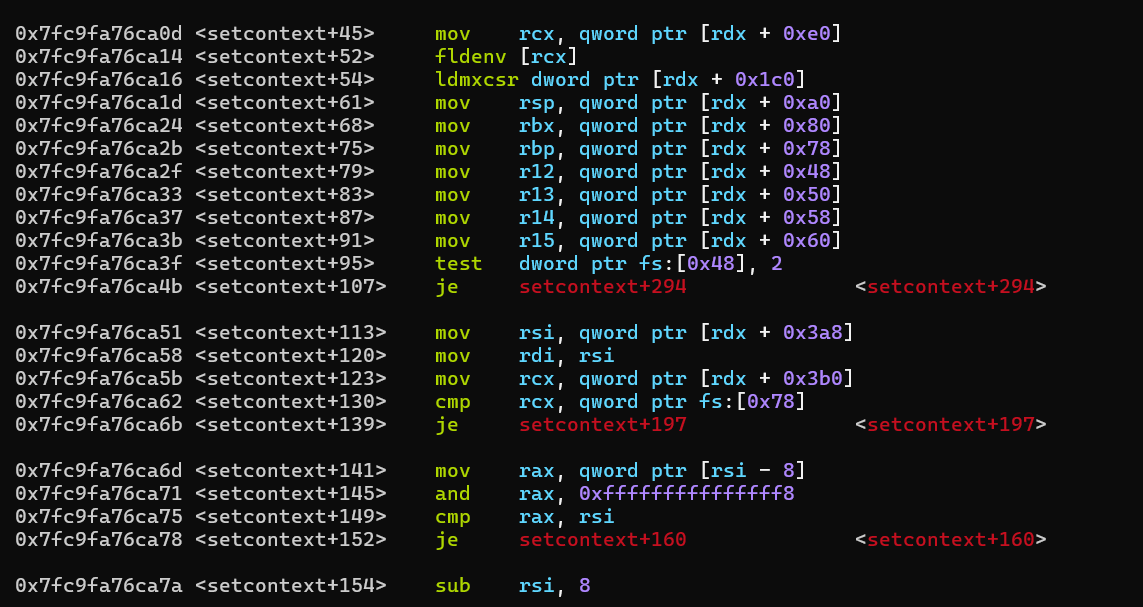 0x7fc9fa76ca0d <setcontext+45> mov rcx, qword ptr [rdx + 0xe0]
0x7fc9fa76ca14 <setcontext+52> fldenv [rcx]
0x7fc9fa76ca16 <setcontext+54> ldmxcsr dword ptr [rdx + 0x1c0]
0x7fc9fa76ca1d <setcontext+61> mov rsp, qword ptr [rdx + 0xa0]
0x7fc9fa76ca24 <setcontext+68> mov rbx, qword ptr [rdx + 0x80]
0x7fc9fa76ca2b <setcontext+75> mov rbp, qword ptr [rdx + 0x78]
0x7fc9fa76ca2f <setcontext+79> mov r12, qword ptr [rdx + 0x48]
0x7fc9fa76ca33 <setcontext+83> mov r13, qword ptr [rdx + 0x50]
0x7fc9fa76ca37 <setcontext+87> mov r14, qword ptr [rdx + 0x58]
0x7fc9fa76ca3b <setcontext+91> mov r15, qword ptr [rdx + 0x60]
0x7fc9fa76ca3f <setcontext+95> test dword ptr fs:[0x48], 2
0x7fc9fa76ca4b <setcontext+107> je setcontext+294 <setcontext+294>
0x7fc9fa76ca51 <setcontext+113> mov rsi, qword ptr [rdx + 0x3a8]
0x7fc9fa76ca58 <setcontext+120> mov rdi, rsi
0x7fc9fa76ca5b <setcontext+123> mov rcx, qword ptr [rdx + 0x3b0]
0x7fc9fa76ca62 <setcontext+130> cmp rcx, qword ptr fs:[0x78]
0x7fc9fa76ca6b <setcontext+139> je setcontext+197 <setcontext+197>
0x7fc9fa76ca6d <setcontext+141> mov rax, qword ptr [rsi - 8]
0x7fc9fa76ca71 <setcontext+145> and rax, 0xfffffffffffffff8
0x7fc9fa76ca75 <setcontext+149> cmp rax, rsi
0x7fc9fa76ca78 <setcontext+152> je setcontext+160 <setcontext+160>
0x7fc9fa76ca7a <setcontext+154> sub rsi, 8